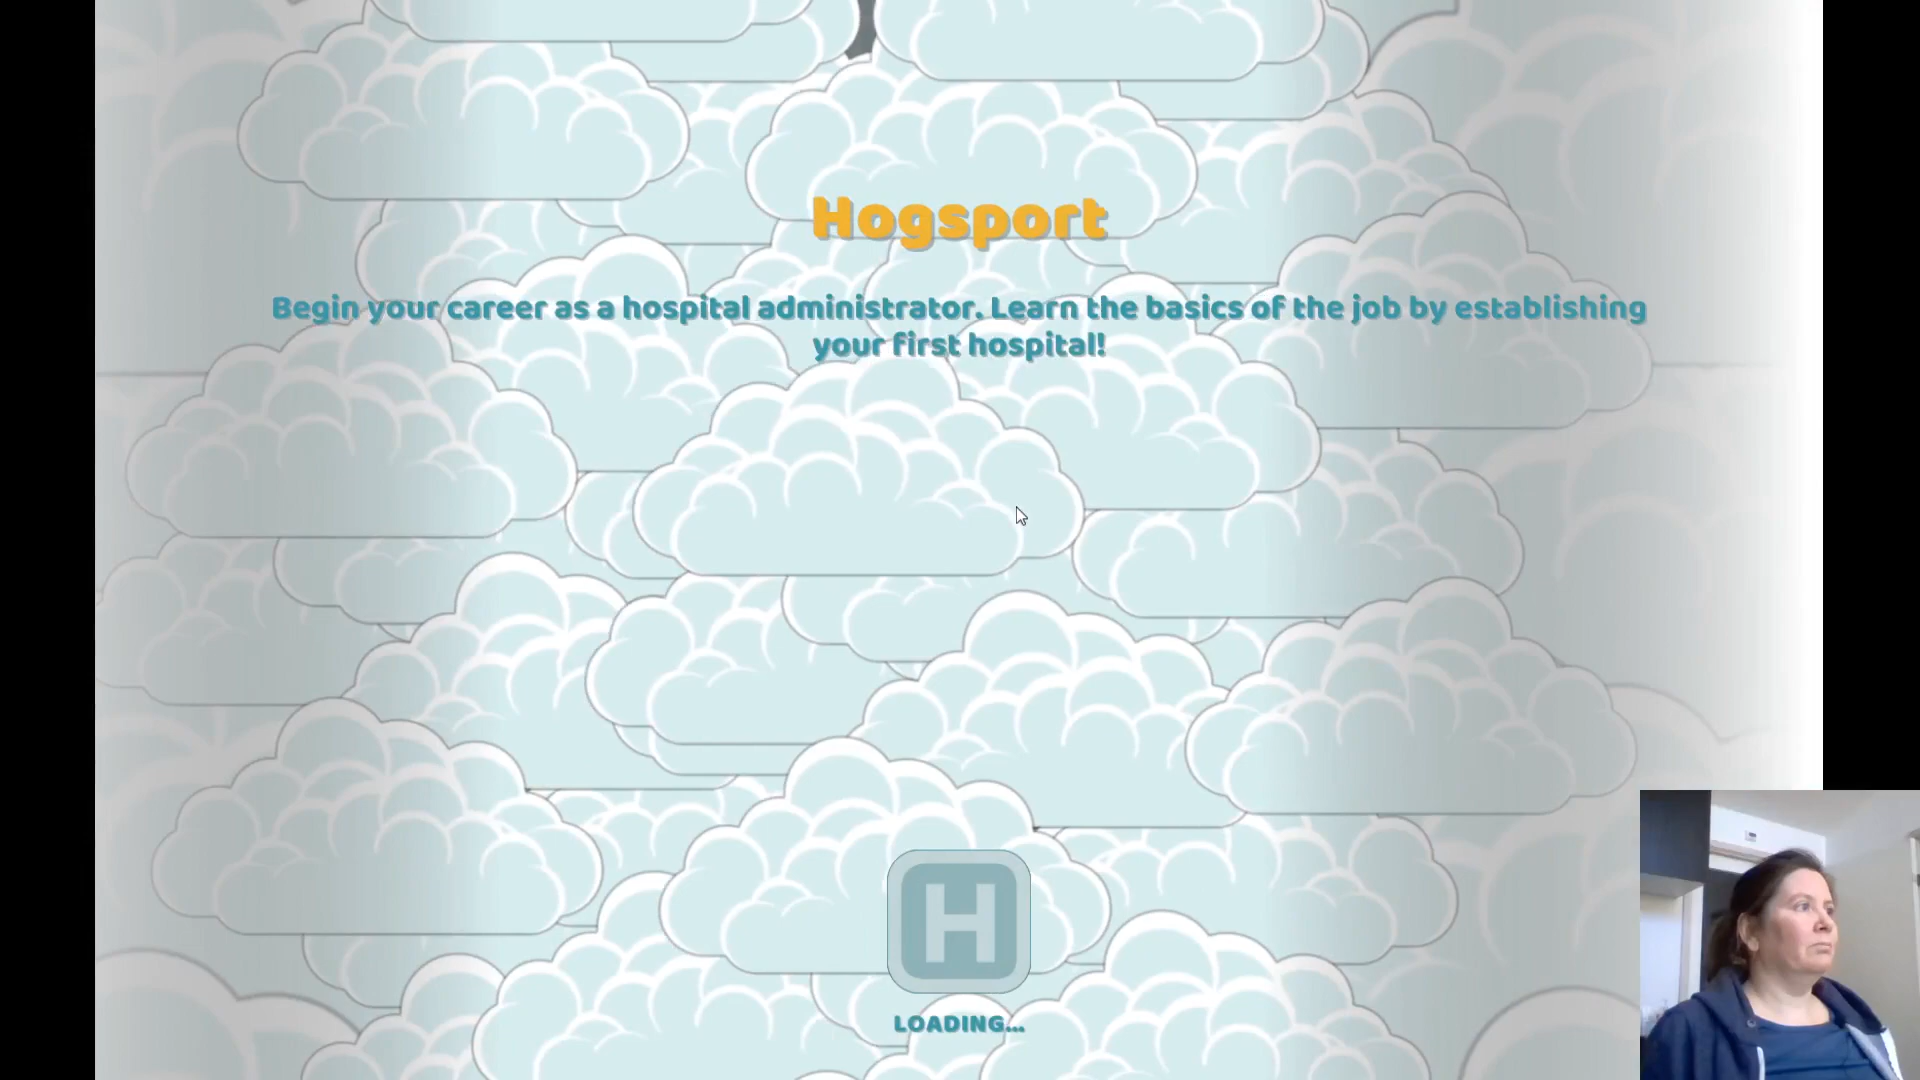 Hogsport
Begin your career as a hospital administrator. Learn the basics of the job by establishing
your first hospital!
H
LOADING...